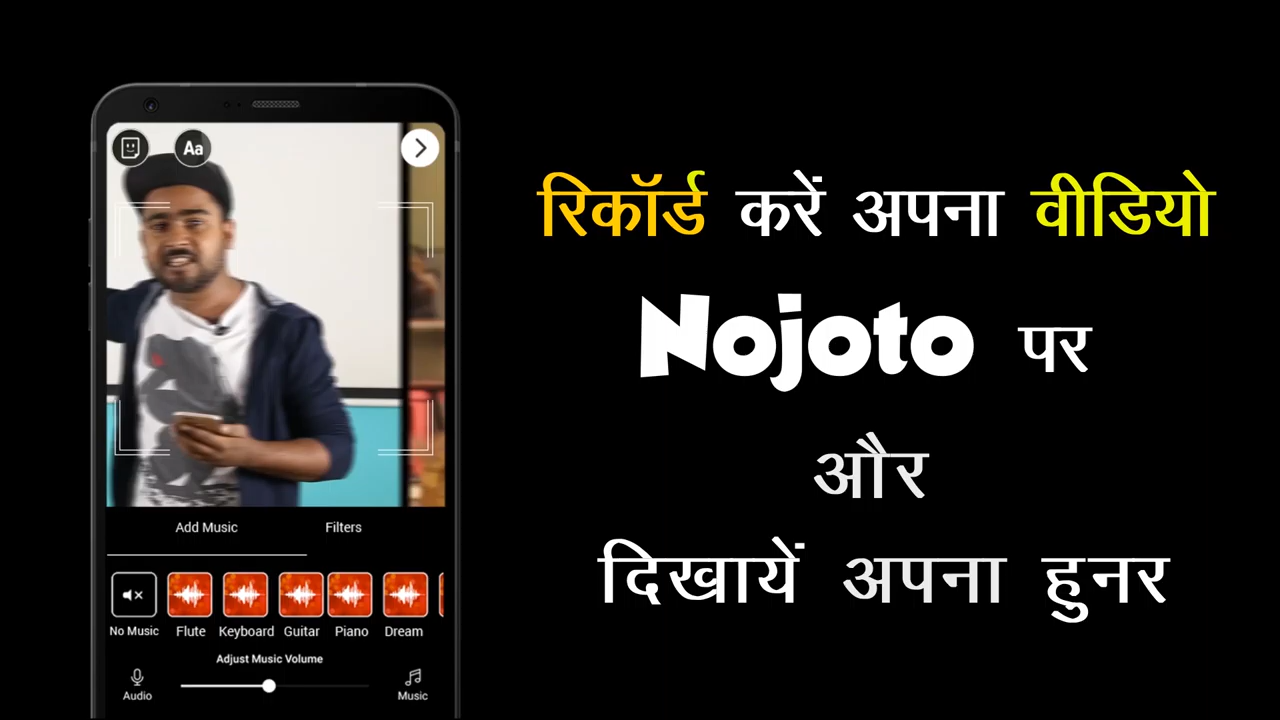 Aa
Add Music Filters
No Music Flute Keyboard Guitar Piano Dream
Adjust Music Volume
Audio Music
रिकॉर्ड करें अपना वीडियो
Nojoto पर
और
दिखायें अपना हुनर